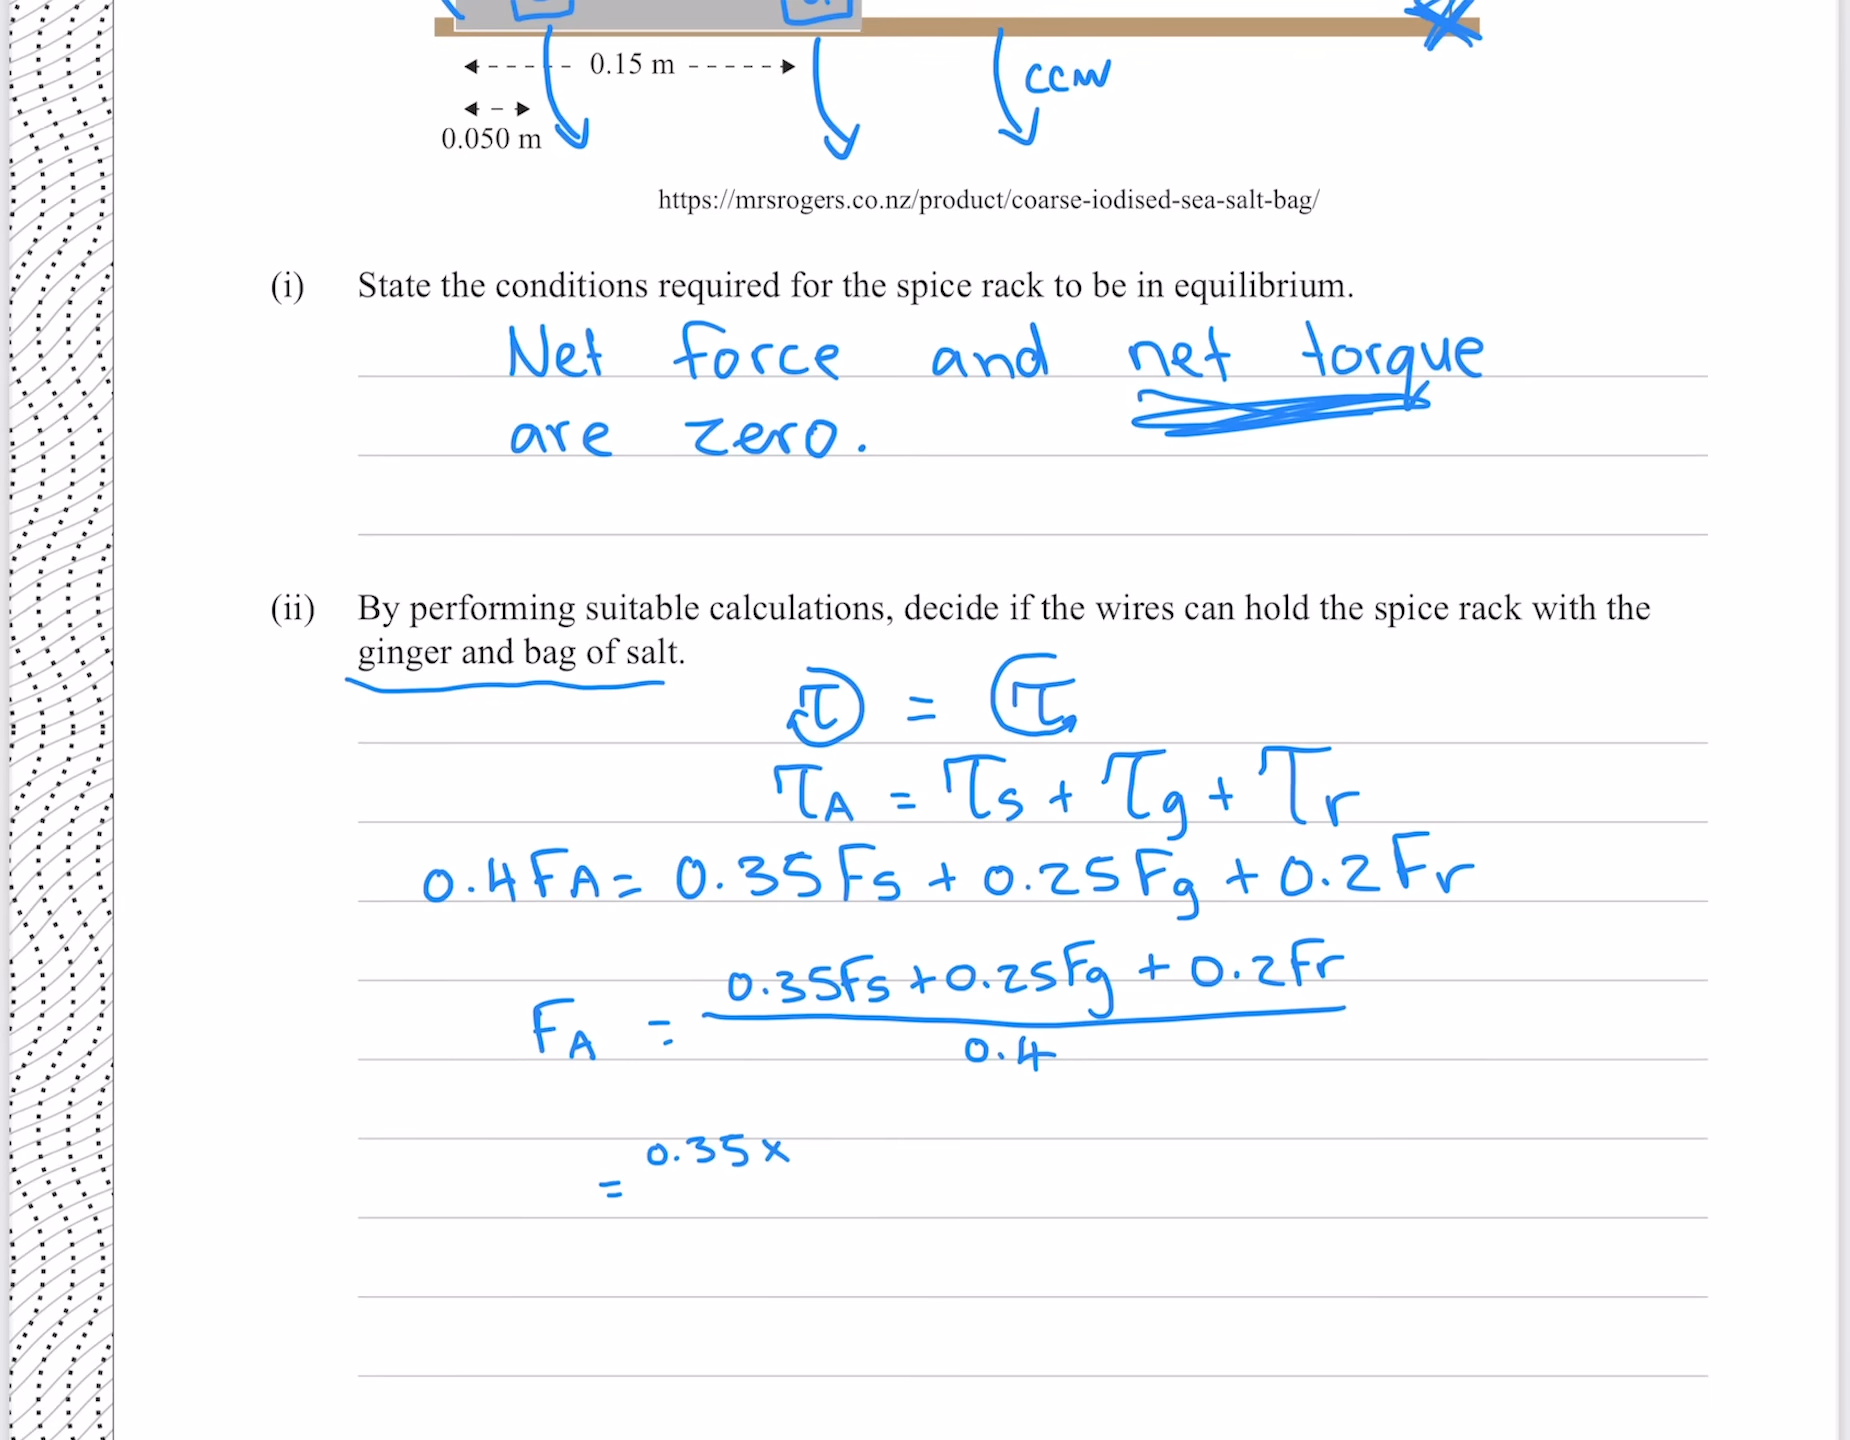 0.15 m
CCW
0.050 m
https://mrsrogers.co.nz/product/coarse-iodised-sea-salt-bag/
(i) State the conditions required for the spice rack to be in equilibrium.
Net force and net torque
are zero.
(ii) By performing suitable calculations, decide if the wires can hold the spice rack with the
ginger and bag of salt.
τ = τ
τA = τs + τg + τr
0.4FA = 0.35Fs + 0.25Fg + 0.2Fr
FA = 0.35Fs + 0.25Fg + 0.2Fr
0.4
= 0.35 x